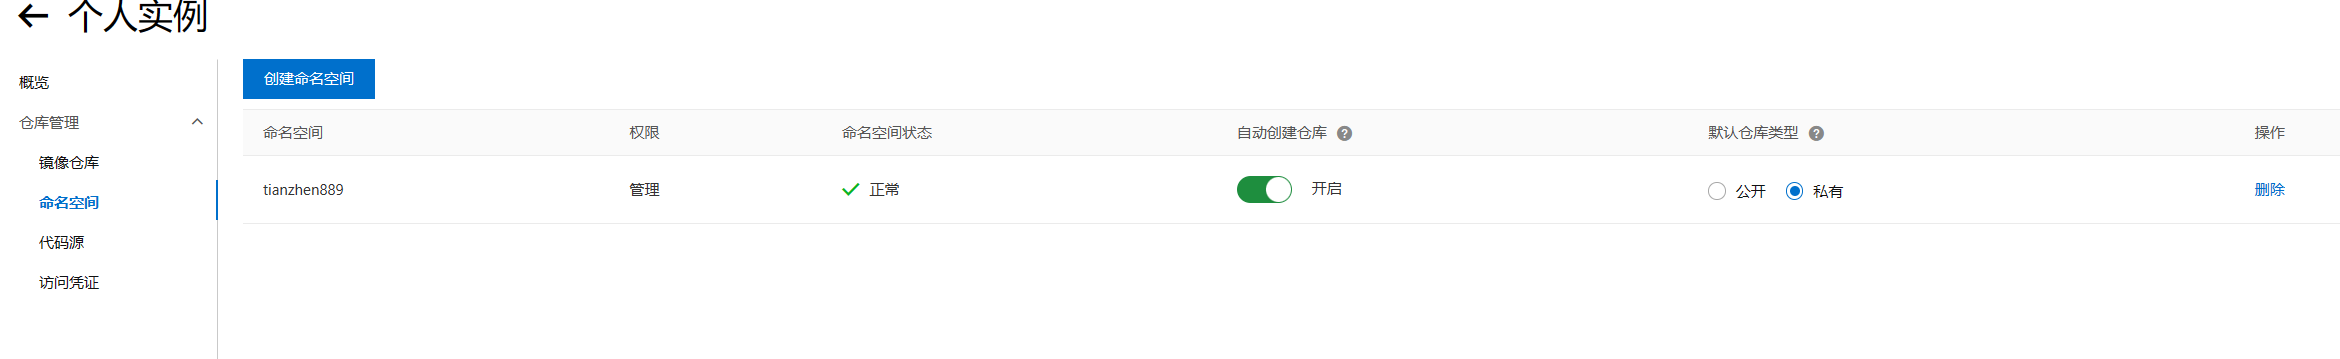 个人实例
概览
仓库管理
镜像仓库
命名空间
代码源
访问凭证
创建命名空间
命名空间 权限 命名空间状态 自动创建仓库 默认仓库类型 操作
tianzhen889 管理 正常 开启 公开 私有 删除